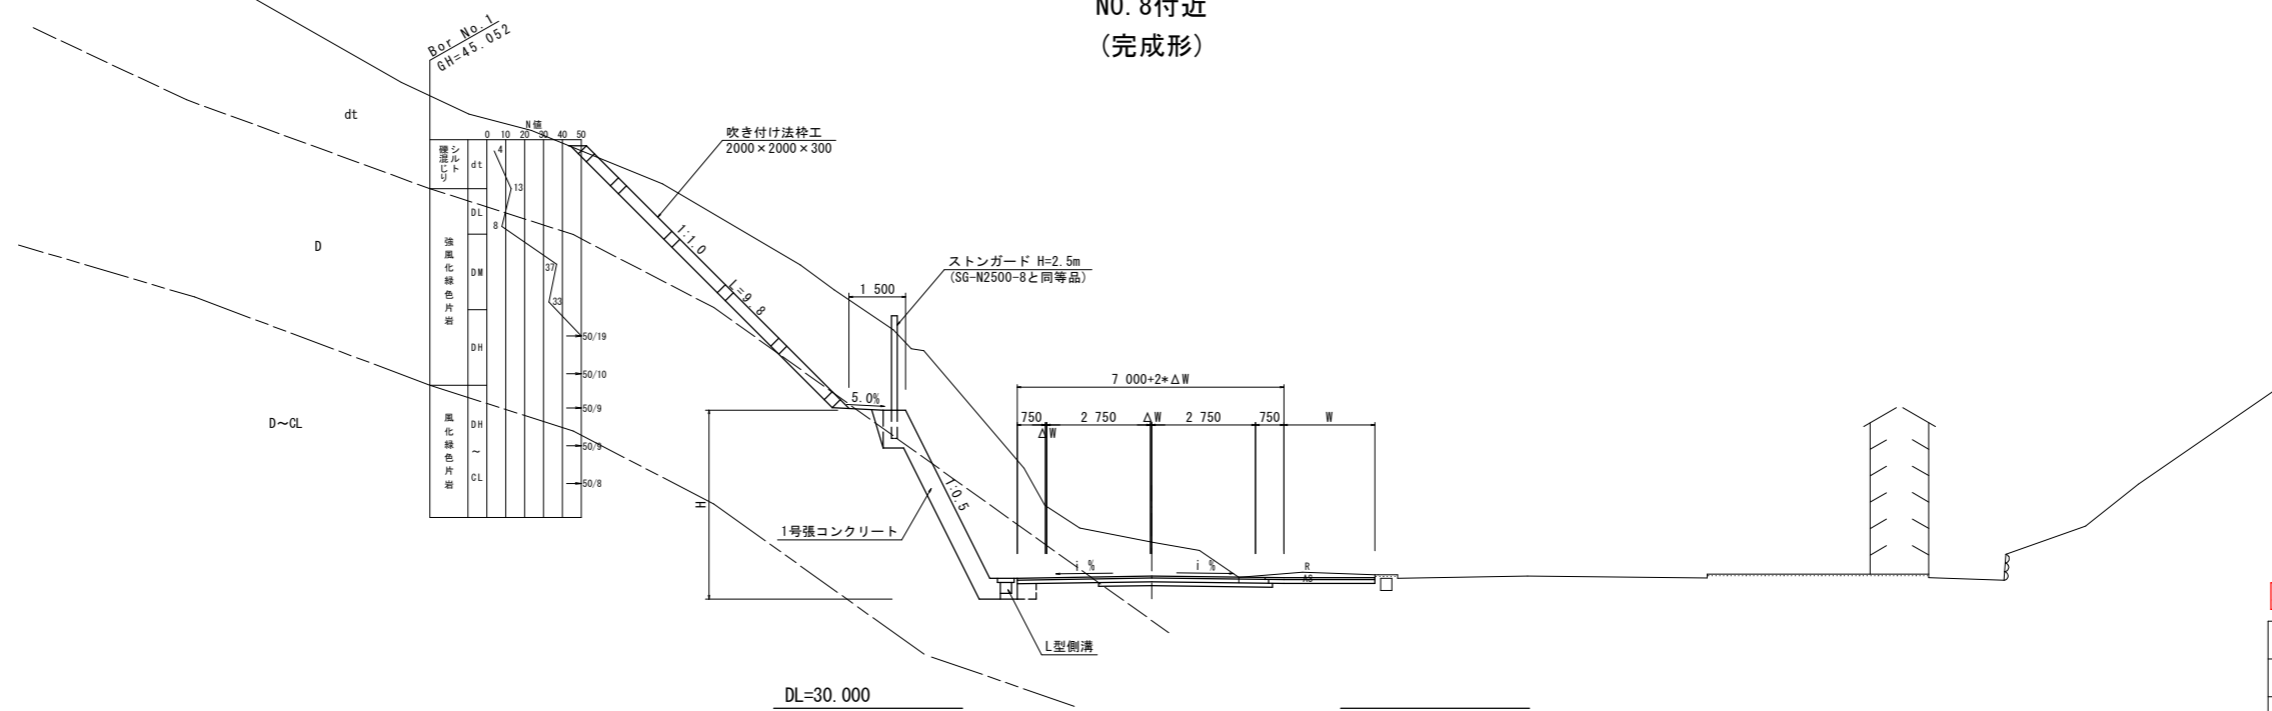 NO.8付近
(完成形)
Bor No.1
GH=45.052
dt
D
D～CL
N値
0 10 20 30 40 50
礫混じり
シルト
dt
強風化緑色片岩
DL
DM
DH
風化緑色片岩
DH
～
CL
4
13
8
37
33
50/19
50/10
50/9
50/9
50/8
吹き付け法枠工
2000×2000×300
1:1.0
L=9.8
ストンガード H=2.5m
(SG-N2500-8と同等品)
1 500
5.0%
7 000+2*ΔW
750 2 750 ΔW 2 750 750 W
ΔW
H
1:0.5
1号張コンクリート
i % i % R
AS
L型側溝
DL=30.000